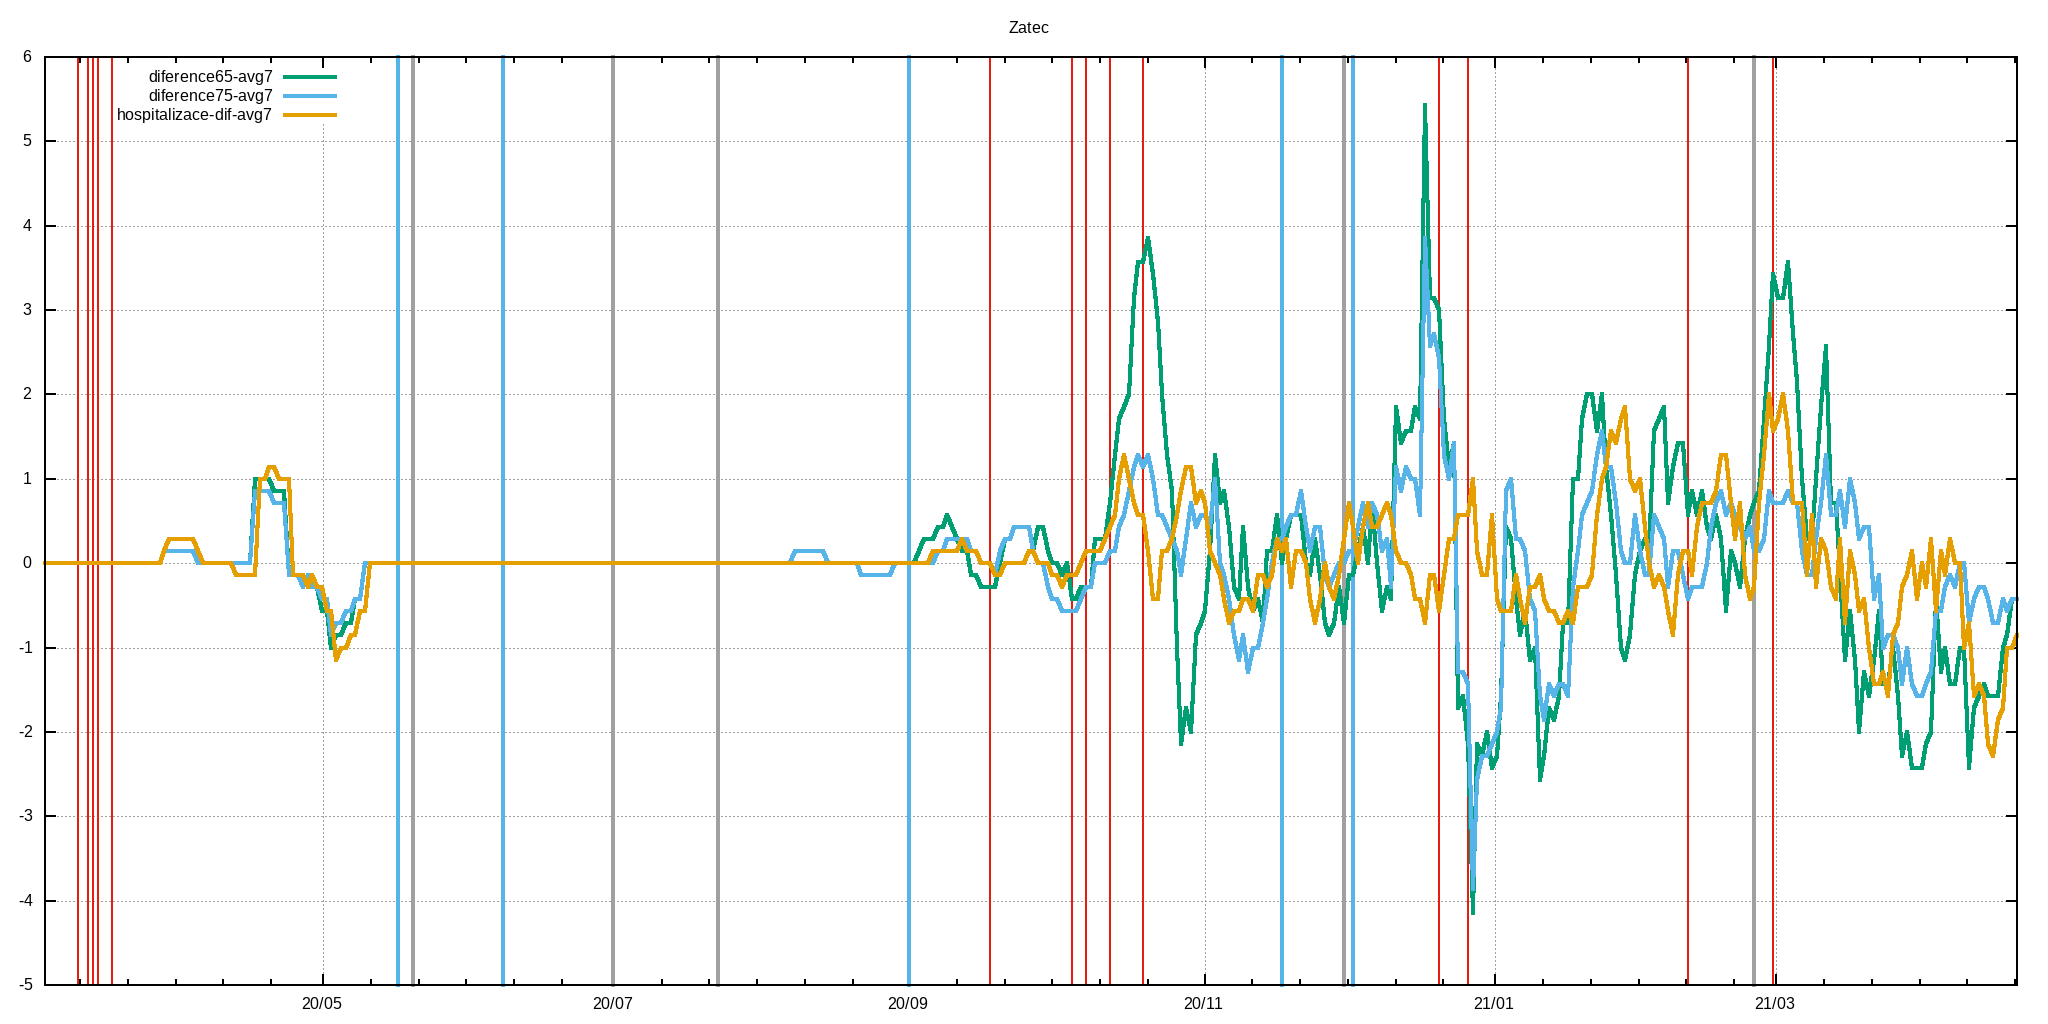 Zatec
6
diference65-avg7
diference75-avg7
hospitalizace-dif-avg7
5
4
3
2
1
0
-1
-2
-3
-4
-5
20/05 20/07 20/09 20/11 21/01 21/03